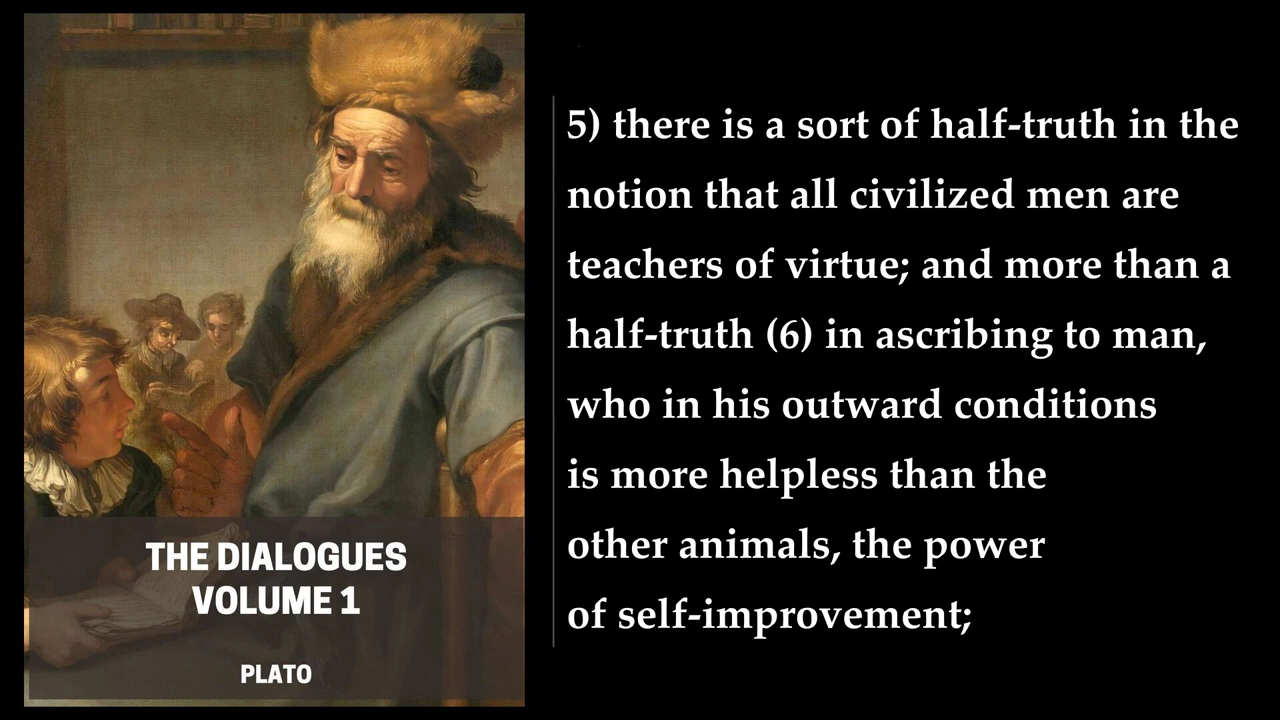 THE DIALOGUES
VOLUME 1
PLATO
5) there is a sort of half-truth in the
notion that all civilized men are
teachers of virtue; and more than a
half-truth (6) in ascribing to man,
who in his outward conditions
is more helpless than the
other animals, the power
of self-improvement;